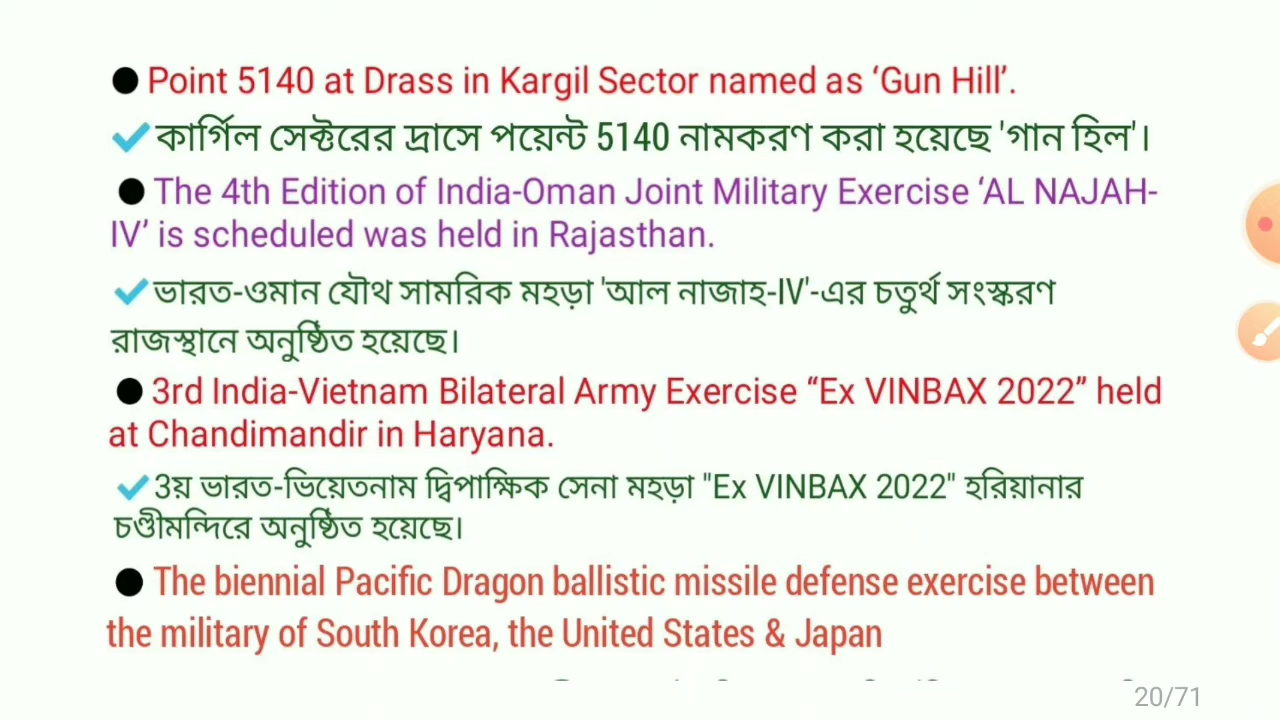 ● Point 5140 at Drass in Kargil Sector named as ‘Gun Hill’.
✔কার্গিল সেক্টরের দ্রাসে পয়েন্ট 5140 নামকরণ করা হয়েছে 'গান হিল'।
● The 4th Edition of India-Oman Joint Military Exercise ‘AL NAJAH-
IV’ is scheduled was held in Rajasthan.
✔ভারত-ওমান যৌথ সামরিক মহড়া 'আল নাজাহ-IV'-এর চতুর্থ সংস্করণ
রাজস্থানে অনুষ্ঠিত হয়েছে।
● 3rd India-Vietnam Bilateral Army Exercise “Ex VINBAX 2022” held
at Chandimandir in Haryana.
✔3য় ভারত-ভিয়েতনাম দ্বিপাক্ষিক সেনা মহড়া "Ex VINBAX 2022" হরিয়ানার
চণ্ডীমন্দিরে অনুষ্ঠিত হয়েছে।
● The biennial Pacific Dragon ballistic missile defense exercise between
the military of South Korea, the United States & Japan
20/71